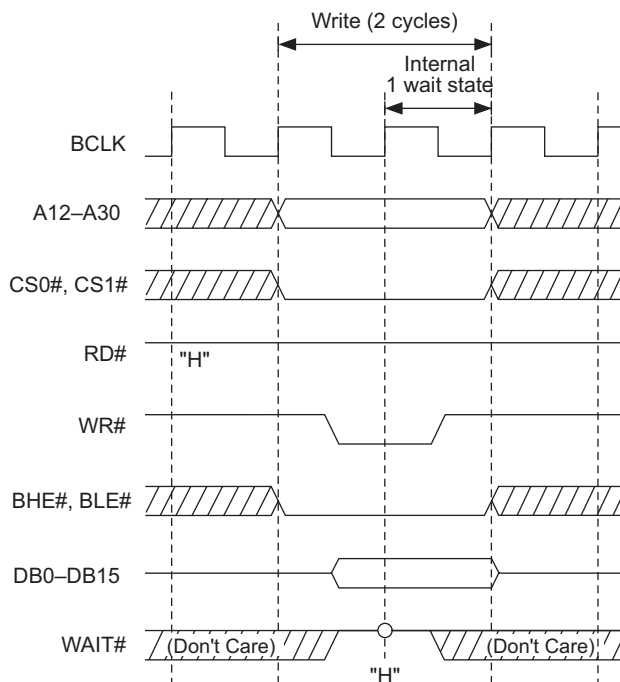 Write (2 cycles)
Internal
1 wait state
BCLK
A12–A30
CS0#, CS1#
RD#
"H"
WR#
BHE#, BLE#
DB0–DB15
WAIT#
(Don't Care)
(Don't Care)
"H"